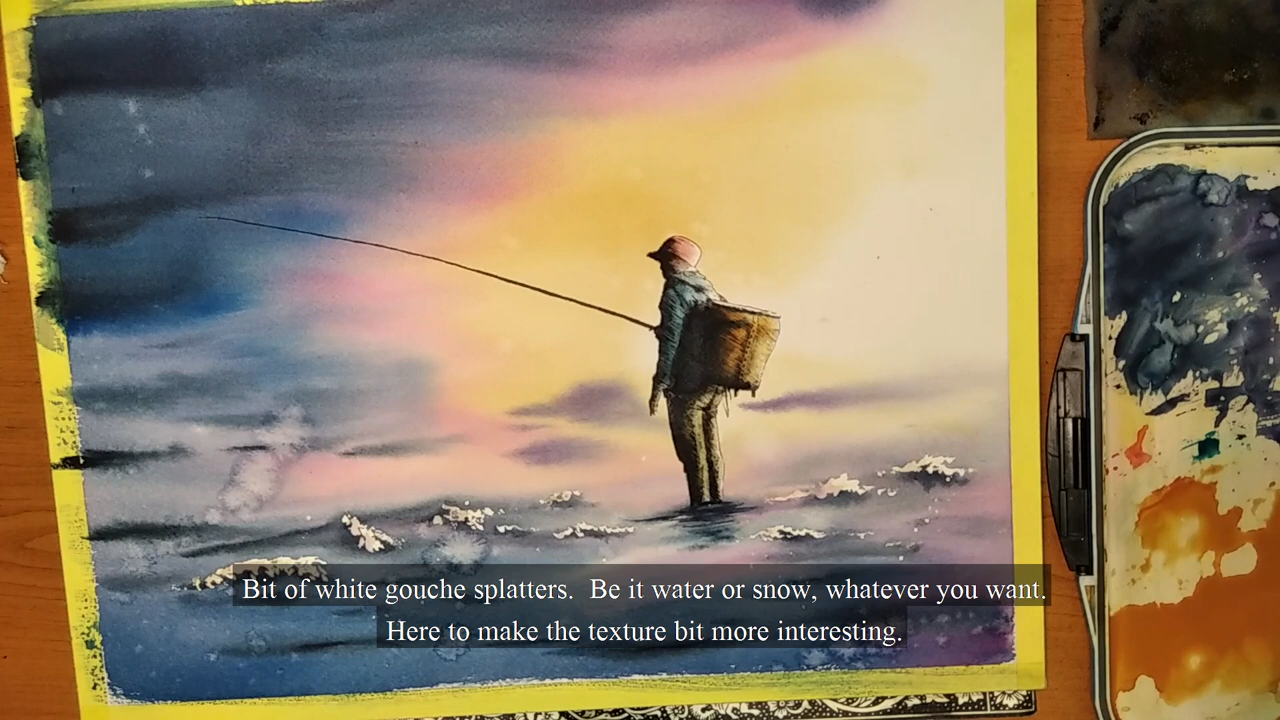 Bit of white gouche splatters.  Be it water or snow, whatever you want.
Here to make the texture bit more interesting.